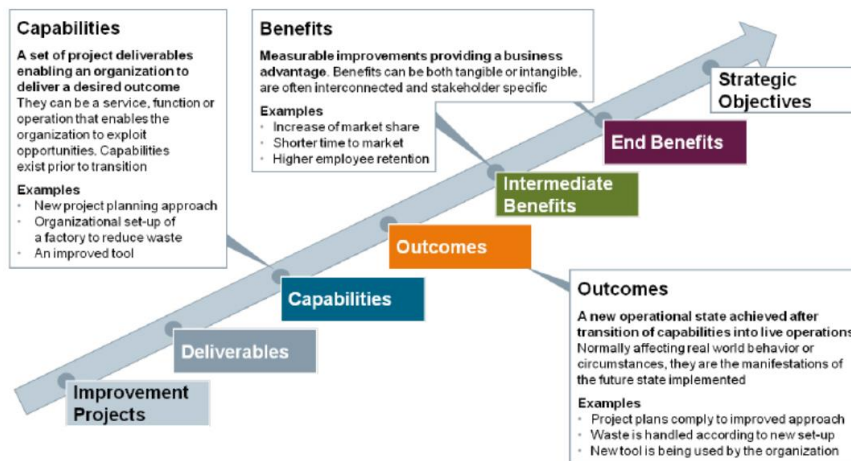 Capabilities
A set of project deliverables
enabling an organization to
deliver a desired outcome
They can be a service, function or
operation that enables the
organization to exploit
opportunities. Capabilities
exist prior to transition
Examples
· New project planning approach
· Organizational set-up of
a factory to reduce waste
· An improved tool
Benefits
Measurable improvements providing a business
advantage. Benefits can be both tangible or intangible,
are often interconnected and stakeholder specific
Examples
· Increase of market share
· Shorter time to market
· Higher employee retention
Strategic
Objectives
End Benefits
Intermediate
Benefits
Outcomes
Capabilities
Deliverables
Improvement
Projects
Outcomes
A new operational state achieved after
transition of capabilities into live operations
Normally affecting real world behavior or
circumstances, they are the manifestations of
the future state implemented
Examples
· Project plans comply to improved approach
· Waste is handled according to new set-up
· New tool is being used by the organization